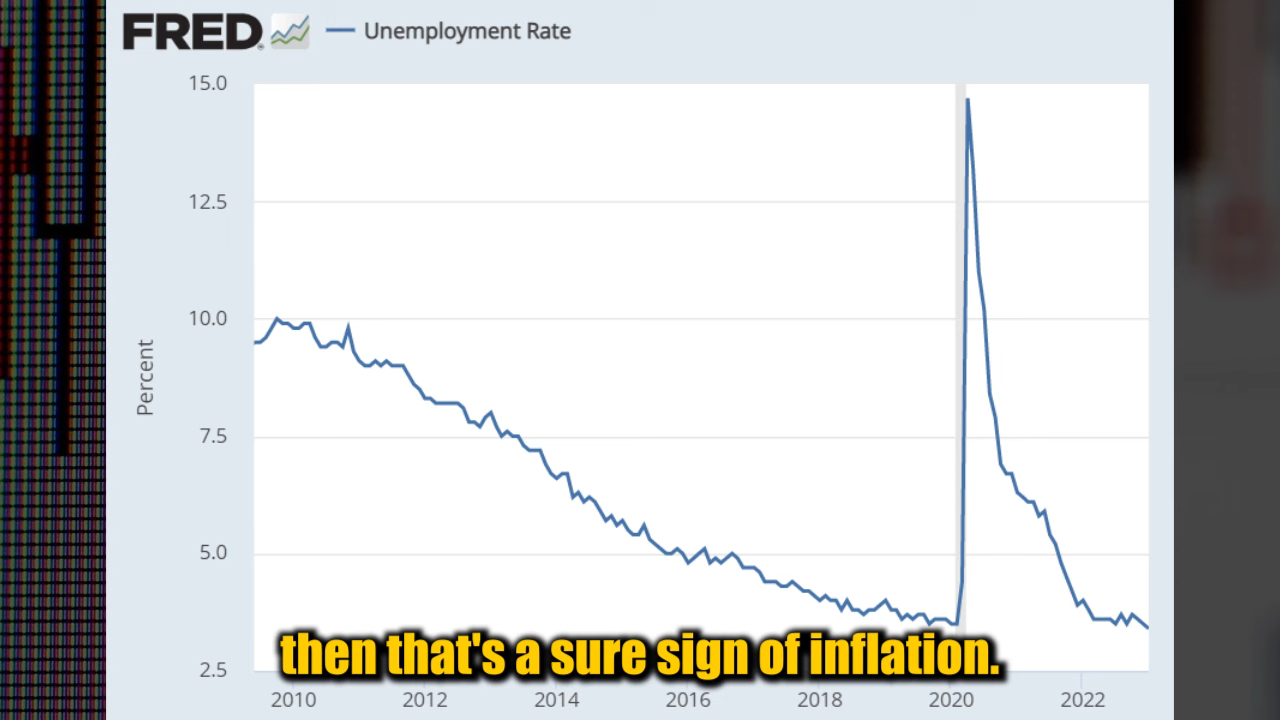 FRED
Unemployment Rate
15.0
12.5
10.0
7.5
5.0
2.5
Percent
2010 2012 2014 2016 2018 2020 2022
then that's a sure sign of inflation.